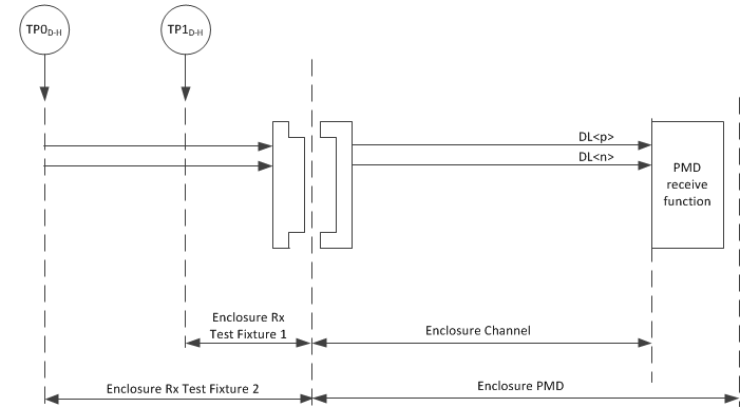 TP0D-H
TP1D-H
DL<p>
DL<n>
PMD
receive
function
Enclosure Rx
Test Fixture 1
Enclosure Channel
Enclosure Rx Test Fixture 2
Enclosure PMD